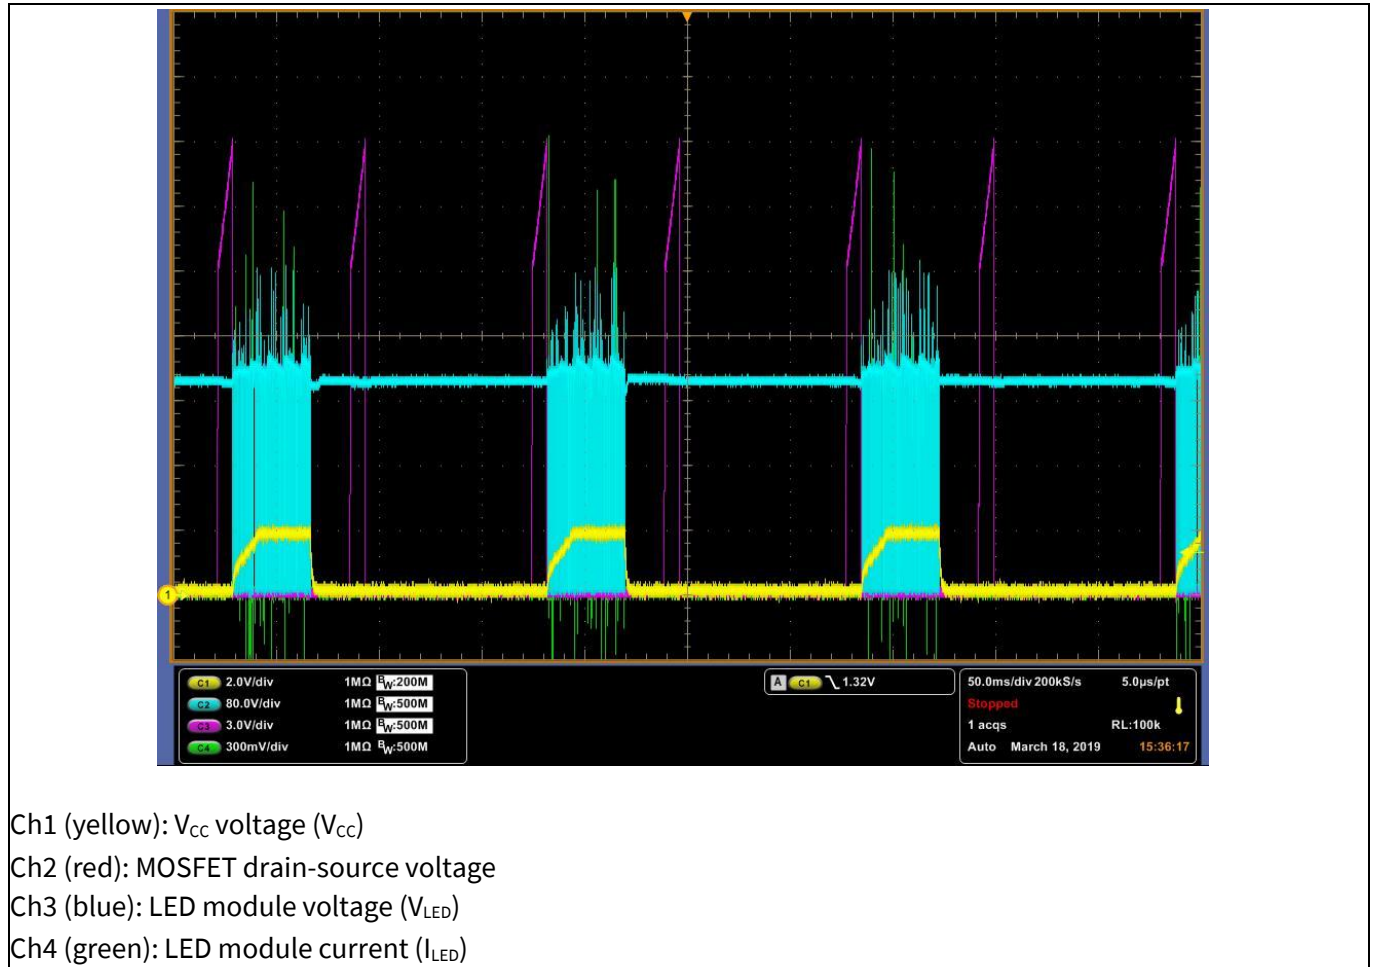 1
C1 2.0V/div 1MΩ BW:200M
C2 80.0V/div 1MΩ BW:500M
C3 3.0V/div 1MΩ BW:500M
C4 300mV/div 1MΩ BW:500M
A C1 1.32V
50.0ms/div 200kS/s 5.0µs/pt
Stopped
1 acqs RL:100k
Auto March 18, 2019 15:36:17
Ch1 (yellow): VCC voltage (VCC)
Ch2 (red): MOSFET drain-source voltage
Ch3 (blue): LED module voltage (VLED)
Ch4 (green): LED module current (ILED)